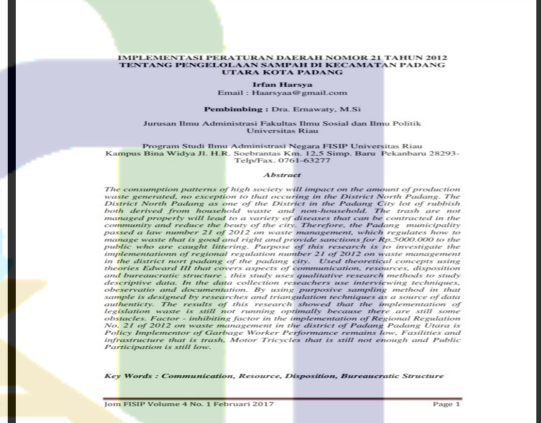 IMPLEMENTASI PERATURAN DAERAH NOMOR 21 TAHUN 2012
TENTANG PENGELOLAAN SAMPAH DI KECAMATAN PADANG
UTARA KOTA PADANG
Irfan Harsya
Email : Haarsyaa@gmail.com
Pembimbing : Dra. Ernawaty, M.Si
Jurusan Ilmu Administrasi Fakultas Ilmu Sosial dan Ilmu Politik
Universitas Riau
Program Studi Ilmu Administrasi Negara FISIP Universitas Riau
Kampus Bina Widya Jl. H.R. Soebrantas Km. 12,5 Simp. Baru Pekanbaru 28293-
Telp/Fax. 0761-63277
Abstract
The consumption patterns of high society will impact on the amount of production
waste generated, no exception to that occuring in the District North Padang. The
District North Padang as one of the District in the Padang City lot of rubbish
both derived from household waste and non-household. The trash are not
managed properly will lead to a variety of diseases that can be contracted in the
community and reduce the beuty of the city. Therefore, the Padang municipality
passed a law number 21 of 2012 on waste management, which regulates how to
manage waste that is good and right and provide sanctions for Rp.5000.000 to the
public who are caught littering. Purpose of this research is to investigate the
implementationn of regional regulation number 21 of 2012 on waste management
in the district nort padang of the padang city. Used theoretical concepts using
theories Edward III that covers aspects of communication, resources, disposition
and bureaucratic structure , this study uses qualitative research methods to study
descriptive data. In the data collection reseachers use interviewing techniques,
obeservatio and documentation. By using purposive sampling method in that
sample is designed by researches and triangulation techniques as a source of data
authenticty. The results of this research showed the implementation of
legislation waste is still not running optimally because there are still some
obstacles. Factor - inhibiting factor in the implementation of Regional Regulation
No. 21 of 2012 on waste management in the district of Padang Padang Utara is
Policy Implementor of Garbage Worker Performance remains low, Fasilities and
infrastructure that is trash, Motor Tricycles that is still not enough and Public
Participation is still low.
Key Words : Communication, Resource, Disposition, Bureaucratic Structure
Jom FISIP Volume 4 No. 1 Februari 2017 Page 1